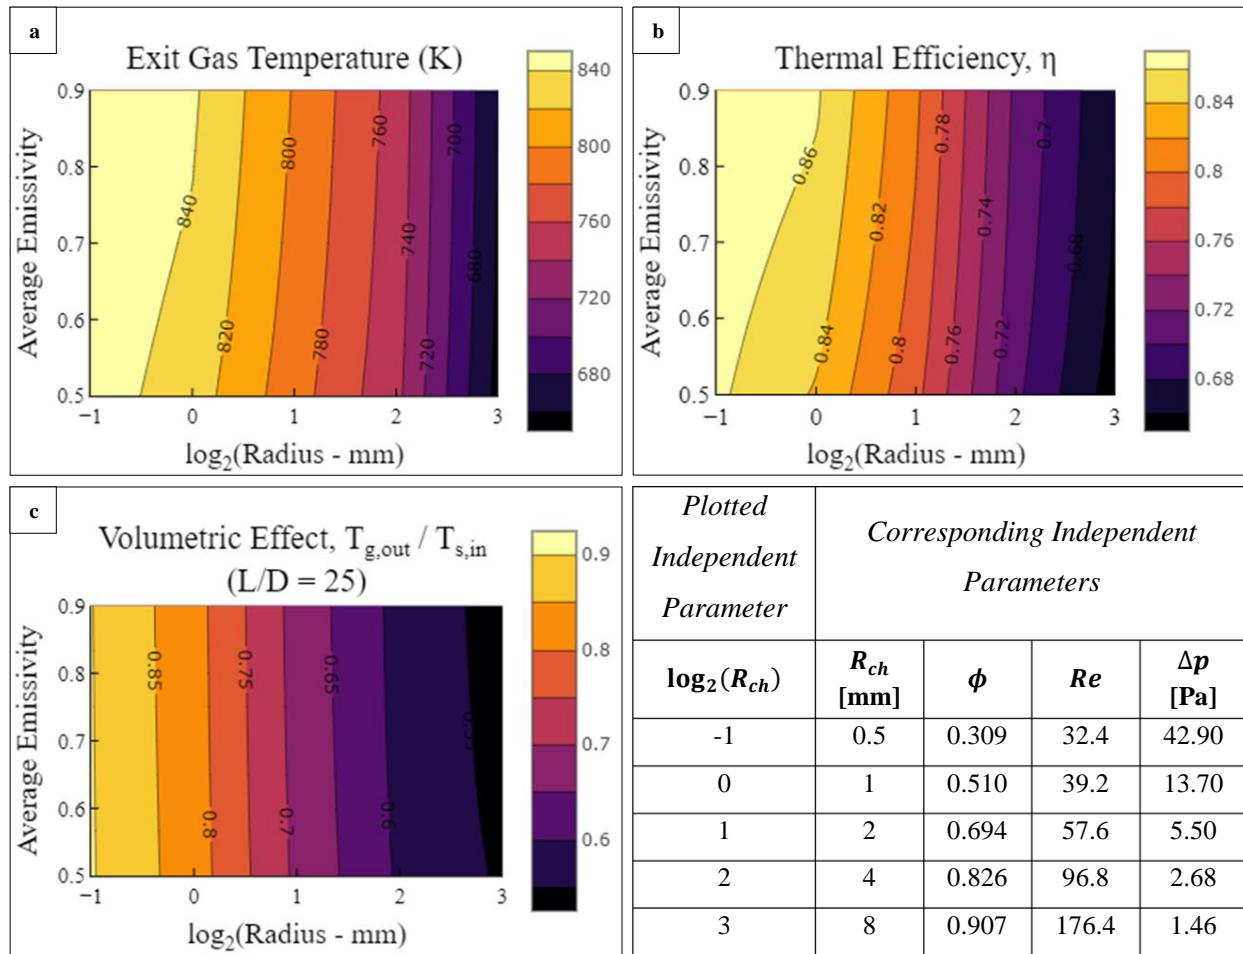 a
Exit Gas Temperature (K)
Average Emissivity
0.9
0.8
0.7
0.6
0.5
−1 0 1 2 3
log₂(Radius - mm)
840
820
800
780
760
740
720
700
680
840
800
760
720
680
b
Thermal Efficiency, η
Average Emissivity
0.9
0.8
0.7
0.6
0.5
−1 0 1 2 3
log₂(Radius - mm)
0.86
0.84
0.82
0.8
0.78
0.76
0.74
0.72
0.7
0.68
0.84
0.8
0.76
0.72
0.68
c
Volumetric Effect, T_g,out / T_s,in
(L/D = 25)
Average Emissivity
0.9
0.8
0.7
0.6
0.5
−1 0 1 2 3
log₂(Radius - mm)
0.85
0.8
0.75
0.7
0.65
0.6
0.55
0.9
0.8
0.7
0.6
Plotted
Independent
Parameter
Corresponding Independent
Parameters
log₂(R_ch) R_ch [mm] ϕ Re Δp [Pa]
-1 0.5 0.309 32.4 42.90
0 1 0.510 39.2 13.70
1 2 0.694 57.6 5.50
2 4 0.826 96.8 2.68
3 8 0.907 176.4 1.46